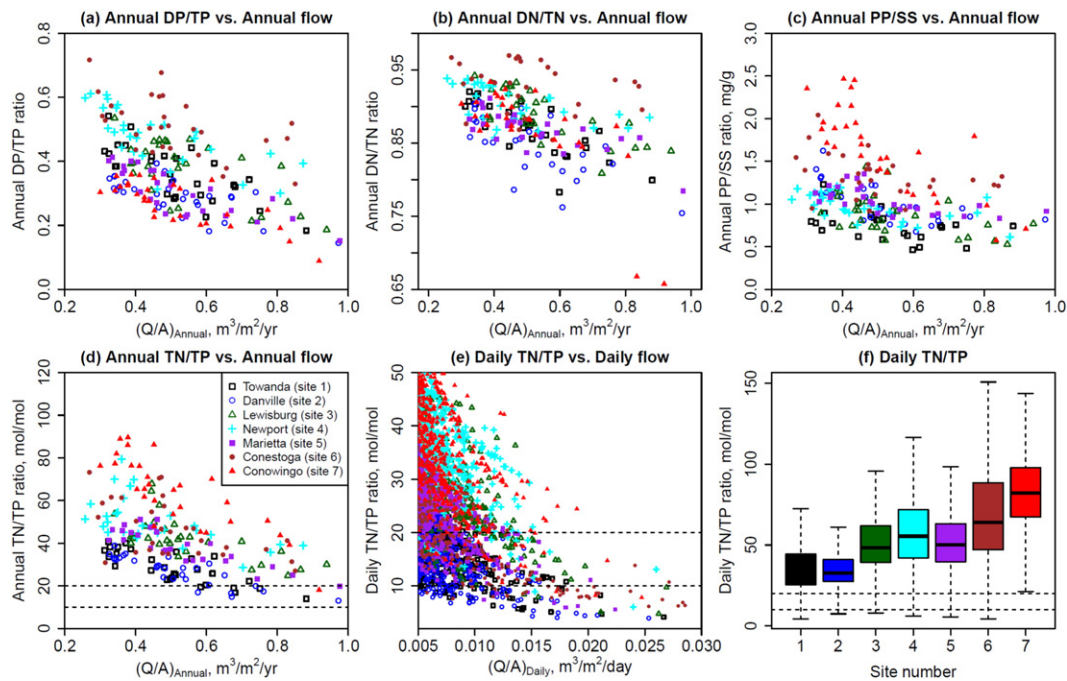 (a) Annual DP/TP vs. Annual flow
Annual DP/TP ratio
0.0 0.2 0.4 0.6 0.8
0.2 0.4 0.6 0.8 1.0
(Q/A)Annual, m³/m²/yr
(b) Annual DN/TN vs. Annual flow
Annual DN/TN ratio
0.65 0.75 0.85 0.95
0.2 0.4 0.6 0.8 1.0
(Q/A)Annual, m³/m²/yr
(c) Annual PP/SS vs. Annual flow
Annual PP/SS ratio, mg/g
0.0 0.5 1.0 1.5 2.0 2.5 3.0
0.2 0.4 0.6 0.8 1.0
(Q/A)Annual, m³/m²/yr
(d) Annual TN/TP vs. Annual flow
Annual TN/TP ratio, mol/mol
0 20 40 60 80 100 120
0.2 0.4 0.6 0.8 1.0
(Q/A)Annual, m³/m²/yr
Towanda (site 1)
Danville (site 2)
Lewisburg (site 3)
Newport (site 4)
Marietta (site 5)
Conestoga (site 6)
Conowingo (site 7)
(e) Daily TN/TP vs. Daily flow
Daily TN/TP ratio, mol/mol
10 20 30 40 50
0.005 0.010 0.015 0.020 0.025 0.030
(Q/A)Daily, m³/m²/day
(f) Daily TN/TP
Daily TN/TP ratio, mol/mol
0 50 100 150
1 2 3 4 5 6 7
Site number